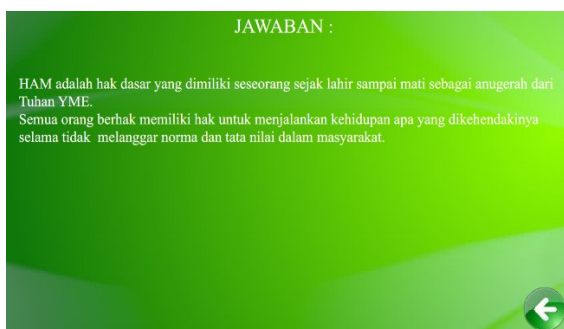 JAWABAN :
HAM adalah hak dasar yang dimiliki seseorang sejak lahir sampai mati sebagai anugerah dari
Tuhan YME.
Semua orang berhak memiliki hak untuk menjalankan kehidupan apa yang dikehendakinya
selama tidak melanggar norma dan tata nilai dalam masyarakat.